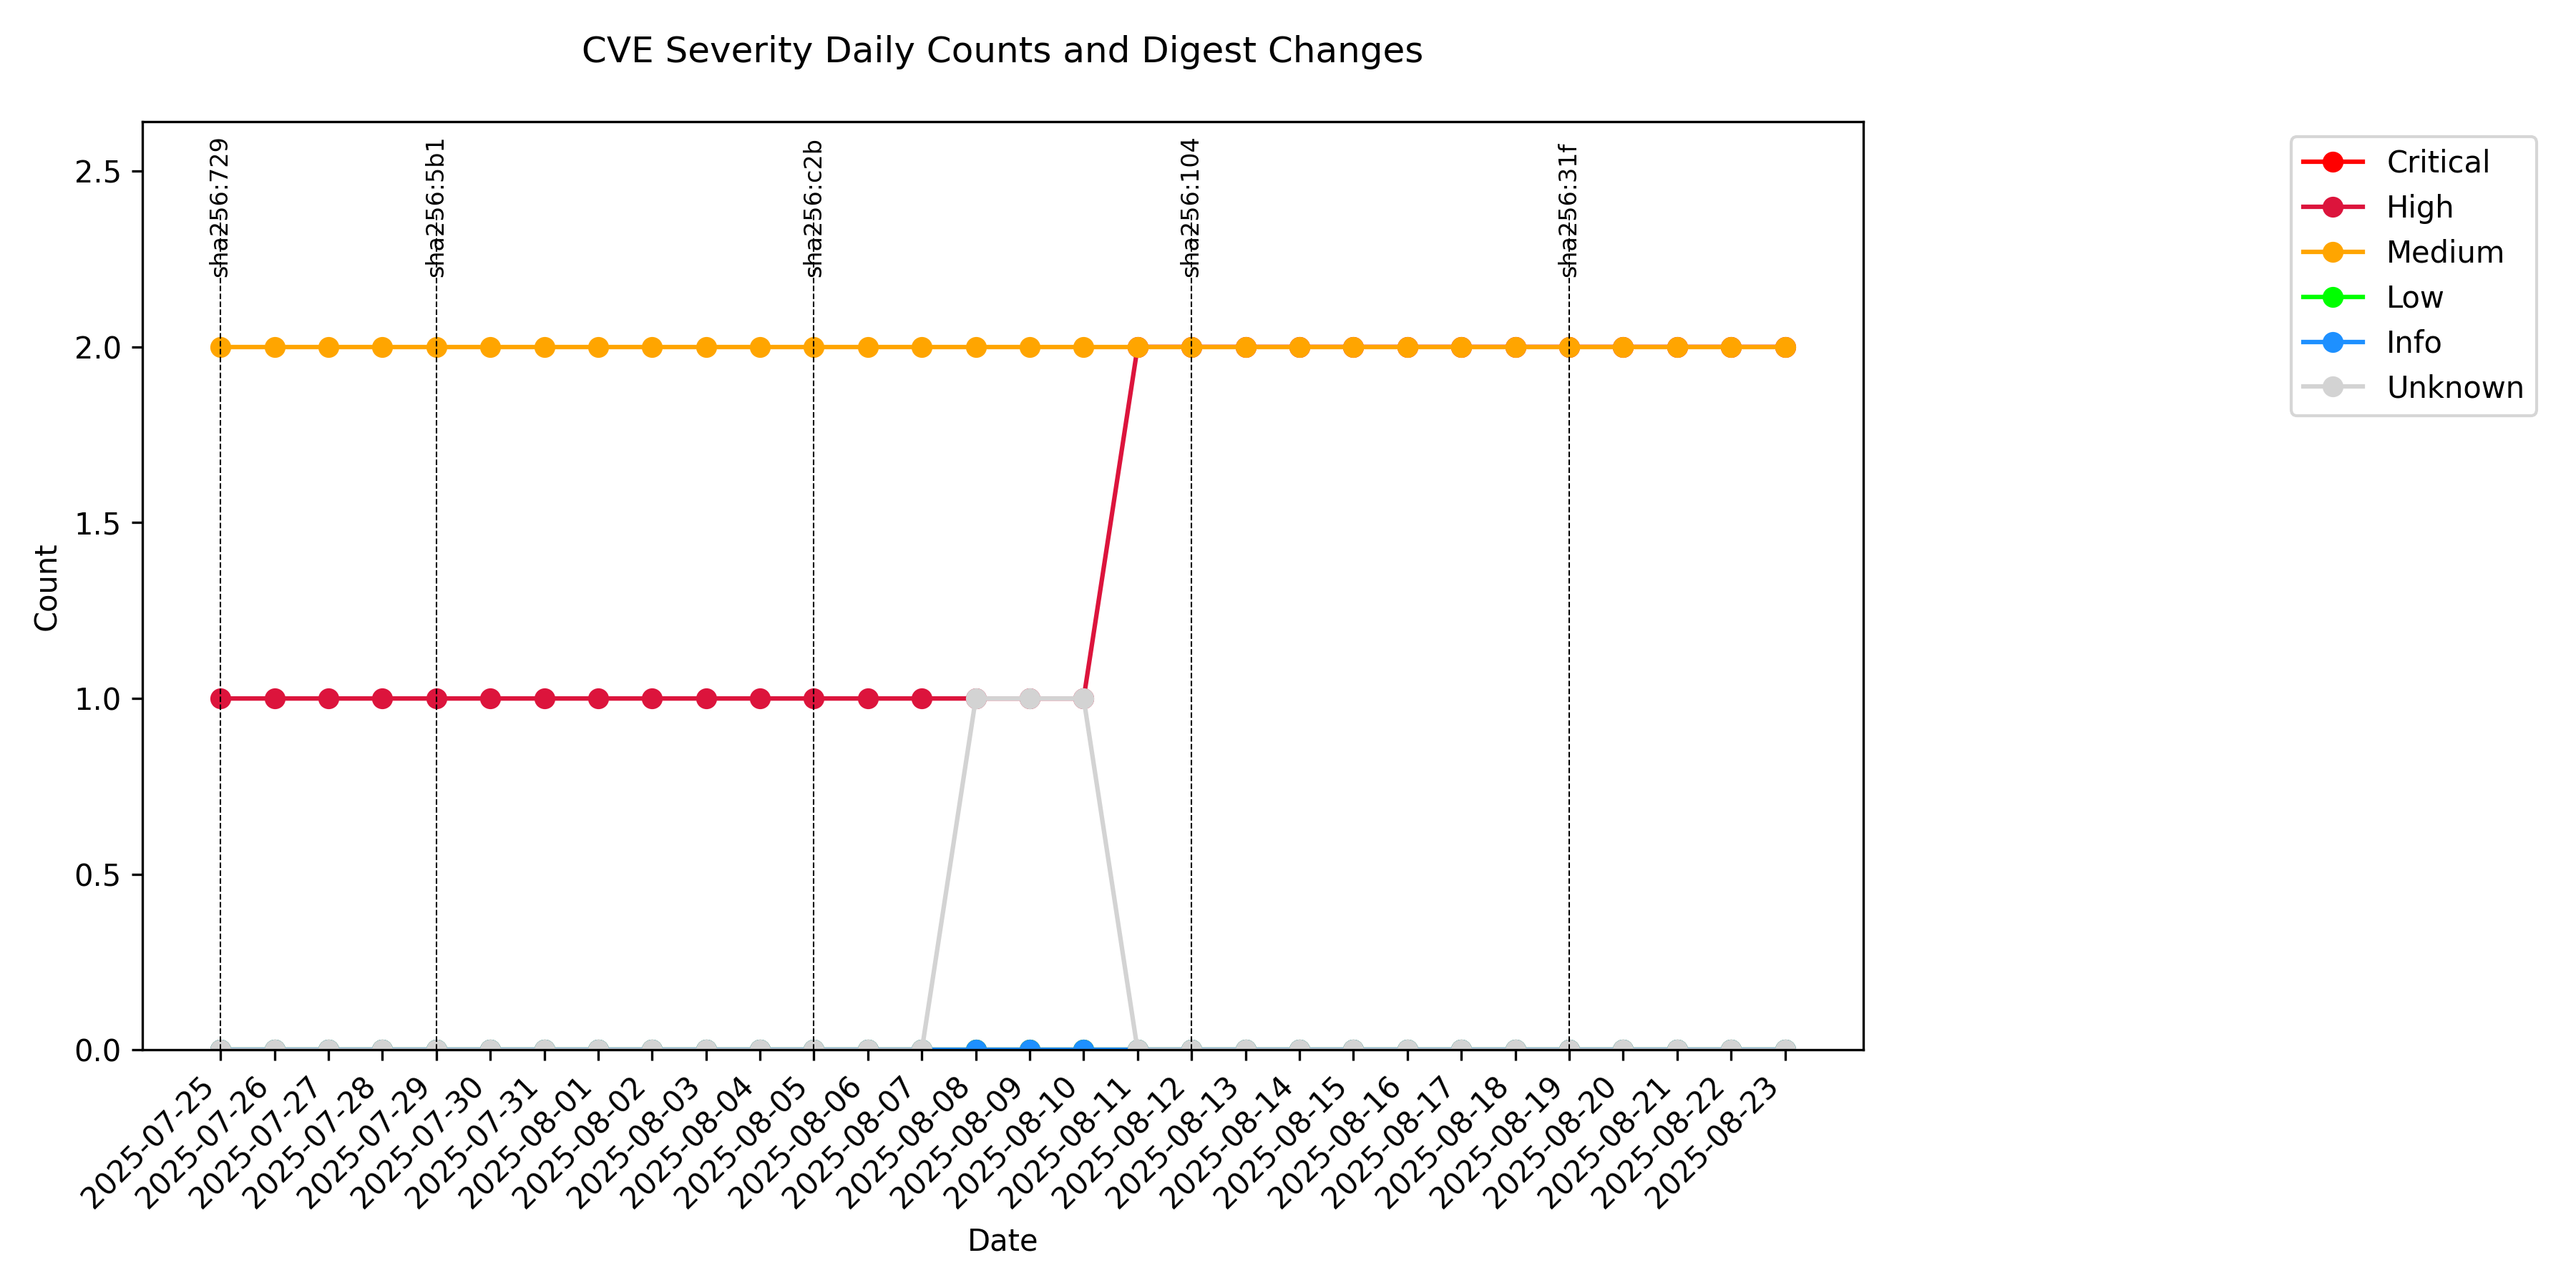 CVE Severity Daily Counts and Digest Changes
sha256:729
sha256:5b1
sha256:c2b
sha256:104
sha256:31f
Critical
High
Medium
Low
Info
Unknown
2.5
2.0
1.5
1.0
0.5
0.0
Count
2025-07-25
2025-07-26
2025-07-27
2025-07-28
2025-07-29
2025-07-30
2025-07-31
2025-08-01
2025-08-02
2025-08-03
2025-08-04
2025-08-05
2025-08-06
2025-08-07
2025-08-08
2025-08-09
2025-08-10
2025-08-11
2025-08-12
2025-08-13
2025-08-14
2025-08-15
2025-08-16
2025-08-17
2025-08-18
2025-08-19
2025-08-20
2025-08-21
2025-08-22
2025-08-23
Date